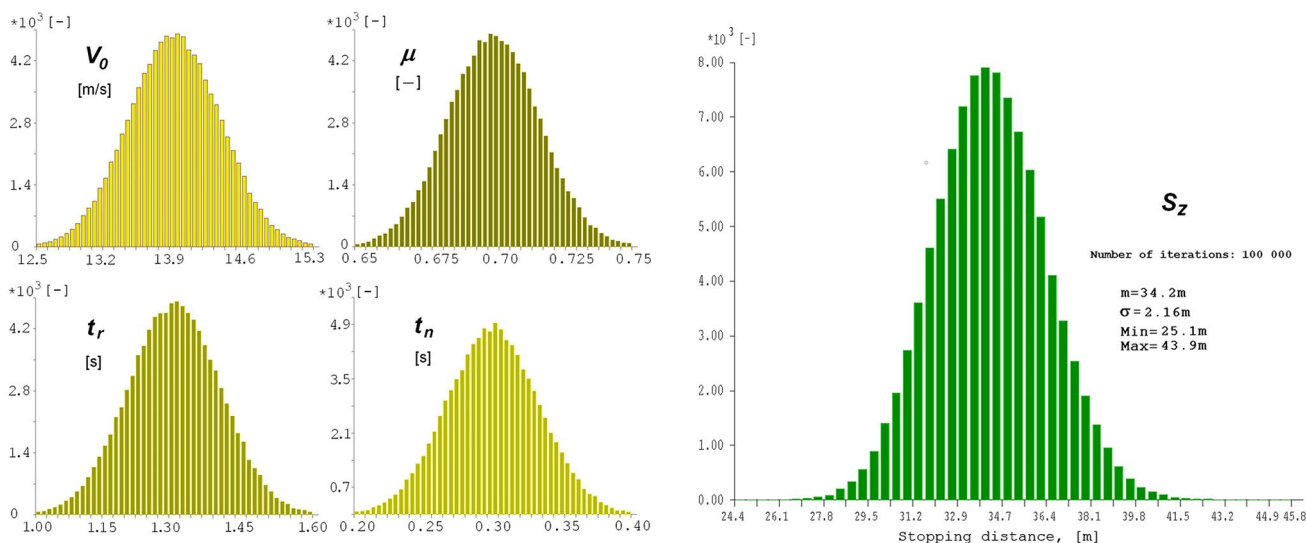 *10³ [-]
4.2
2.8
1.4
0
V₀
[m/s]
12.5 13.2 13.9 14.6 15.3
*10³ [-]
4.2
2.8
1.4
0
μ
[–]
0.65 0.675 0.70 0.725 0.75
*10³ [-]
4.2
2.8
1.4
0
tᵣ
[s]
1.00 1.15 1.30 1.45 1.60
*10³ [-]
4.9
3.5
2.1
0.7
tₙ
[s]
0.20 0.25 0.30 0.35 0.40
*10³ [-]
8.00
7.00
6.00
5.00
4.00
3.00
2.00
1.00
0.00
S_z
Number of iterations: 100 000
m=34.2m
σ=2.16m
Min=25.1m
Max=43.9m
24.4 26.1 27.8 29.5 31.2 32.9 34.7 36.4 38.1 39.8 41.5 43.2 44.9 45.8
Stopping distance, [m]